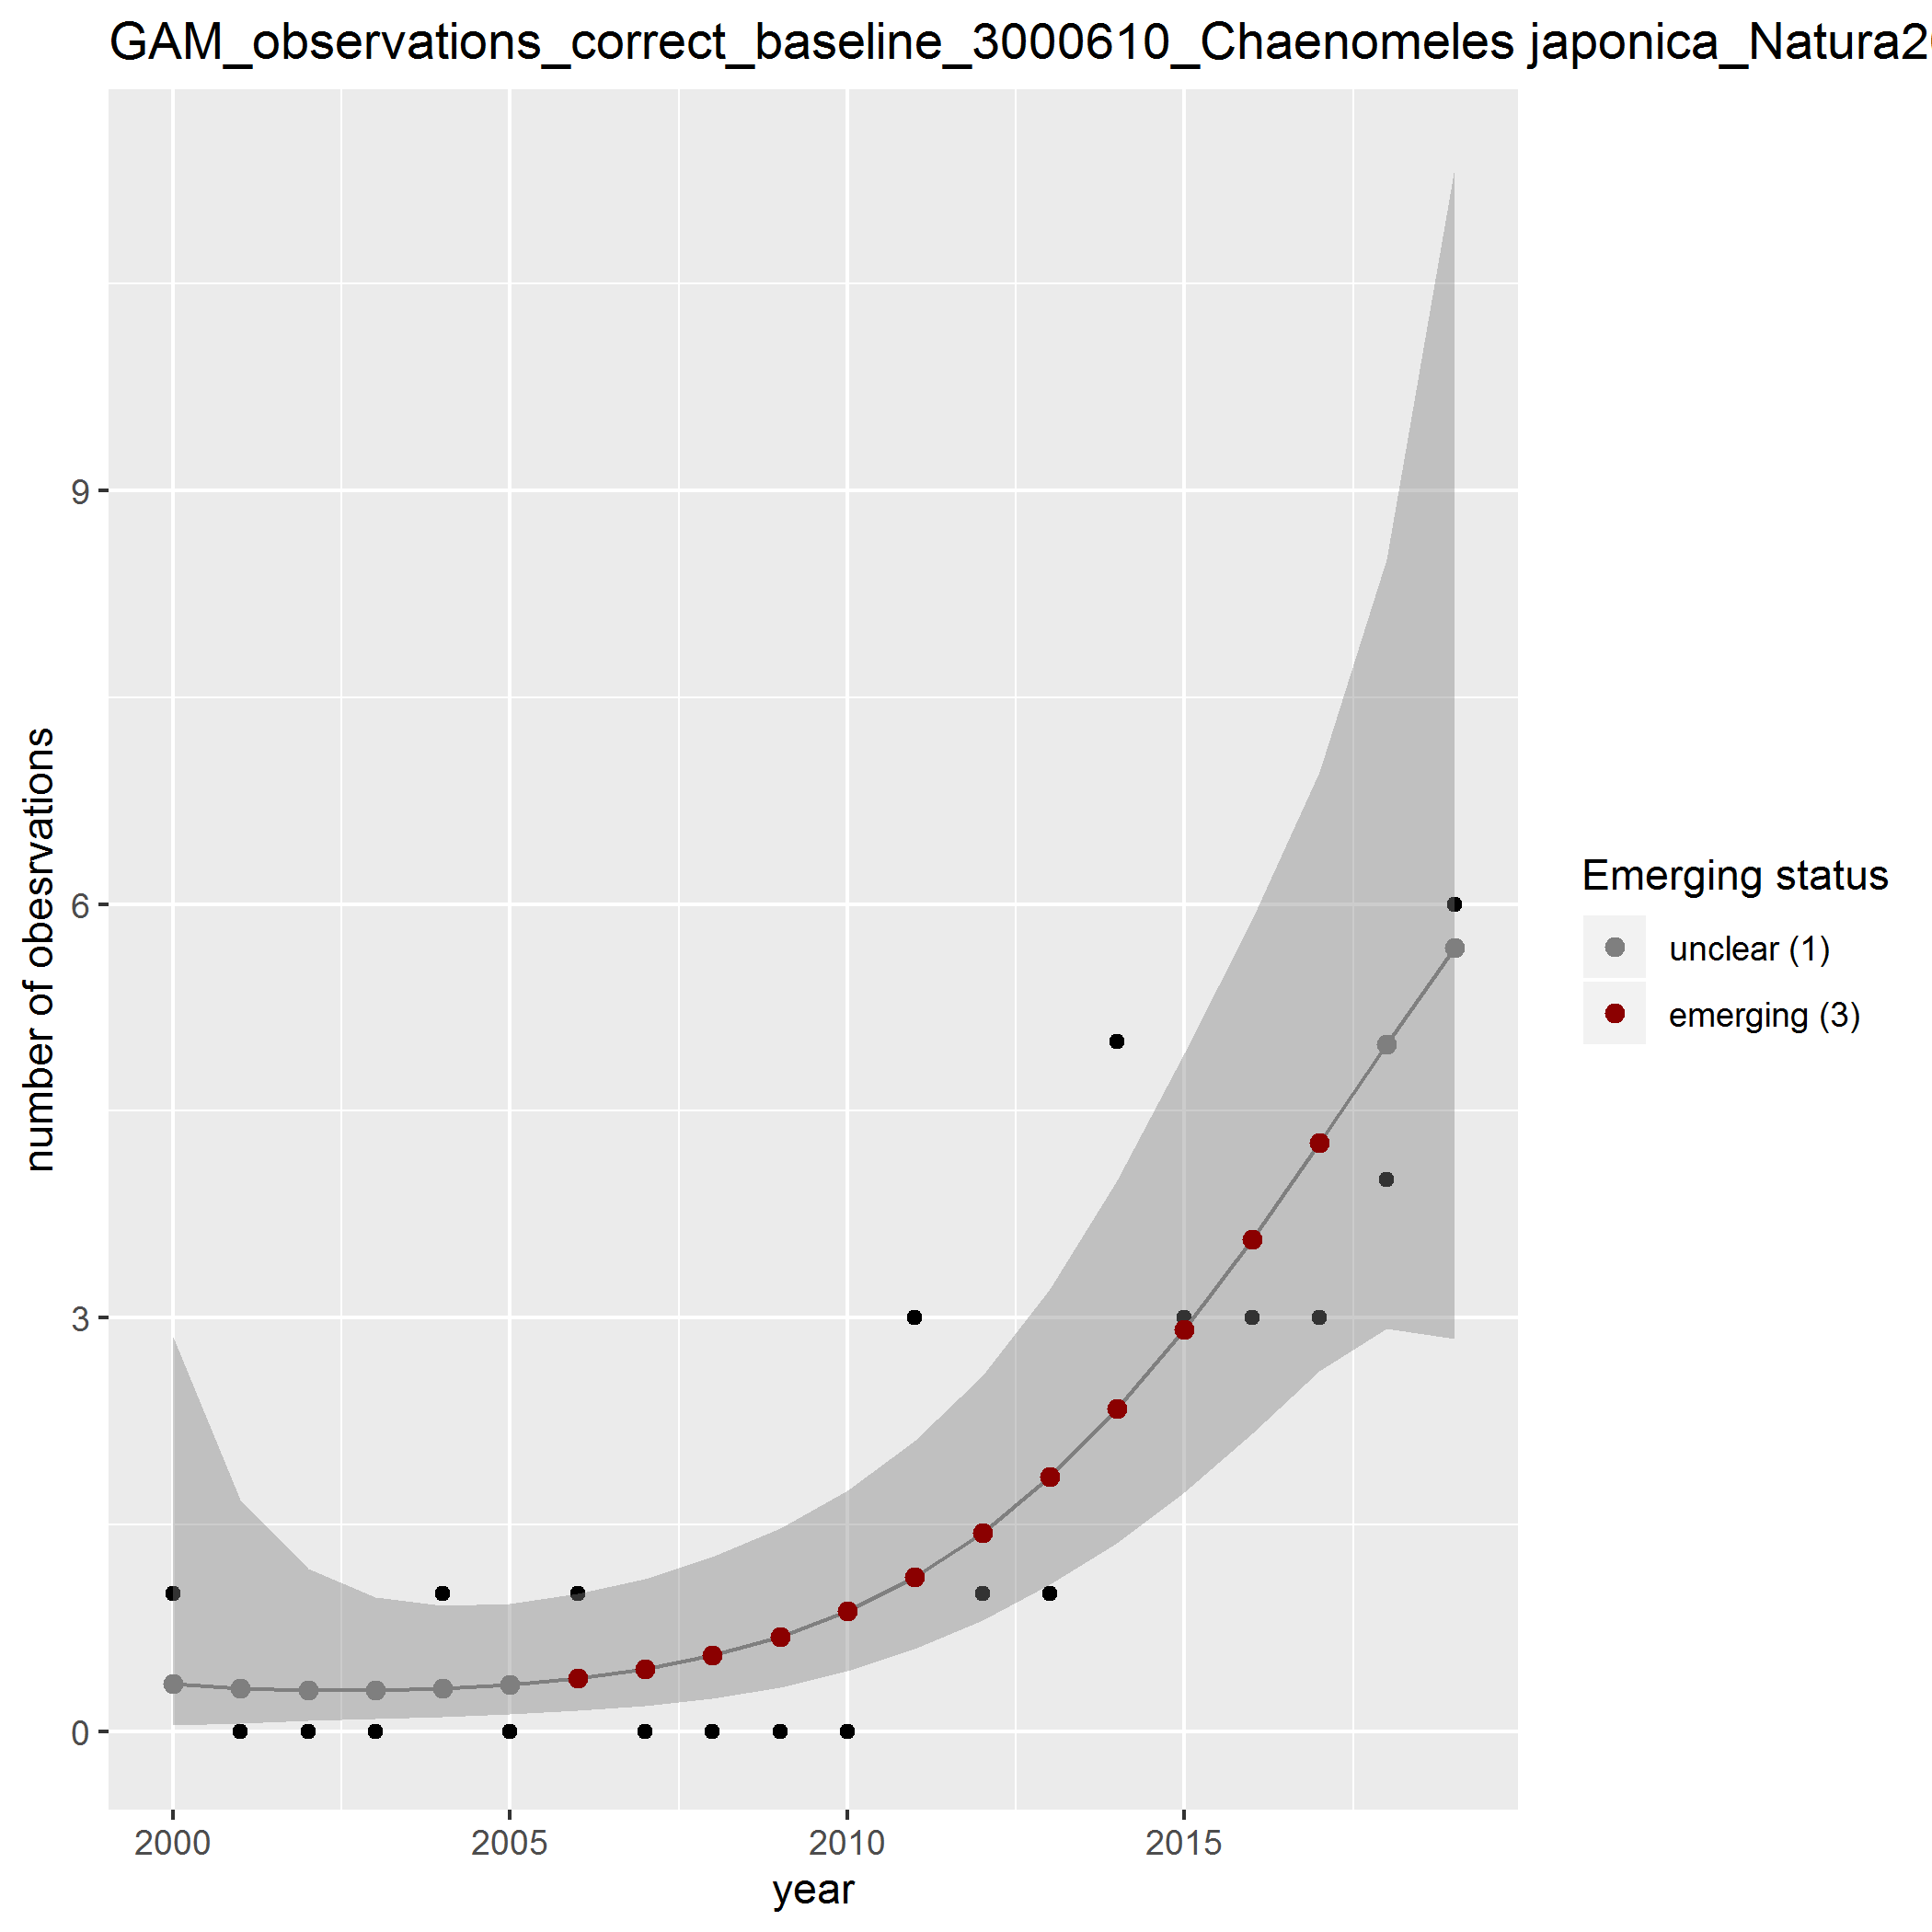 GAM_observations_correct_baseline_3000610_Chaenomeles japonica_Natura2
number of obesrvations
9
6
3
0
2000 2005 2010 2015
year
Emerging status
unclear (1)
emerging (3)